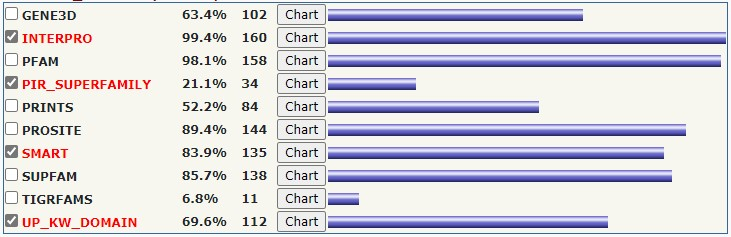 GENE3D 63.4% 102 Chart
INTERPRO 99.4% 160 Chart
PFAM 98.1% 158 Chart
PIR_SUPERFAMILY 21.1% 34 Chart
PRINTS 52.2% 84 Chart
PROSITE 89.4% 144 Chart
SMART 83.9% 135 Chart
SUPFAM 85.7% 138 Chart
TIGRFAMS 6.8% 11 Chart
UP_KW_DOMAIN 69.6% 112 Chart